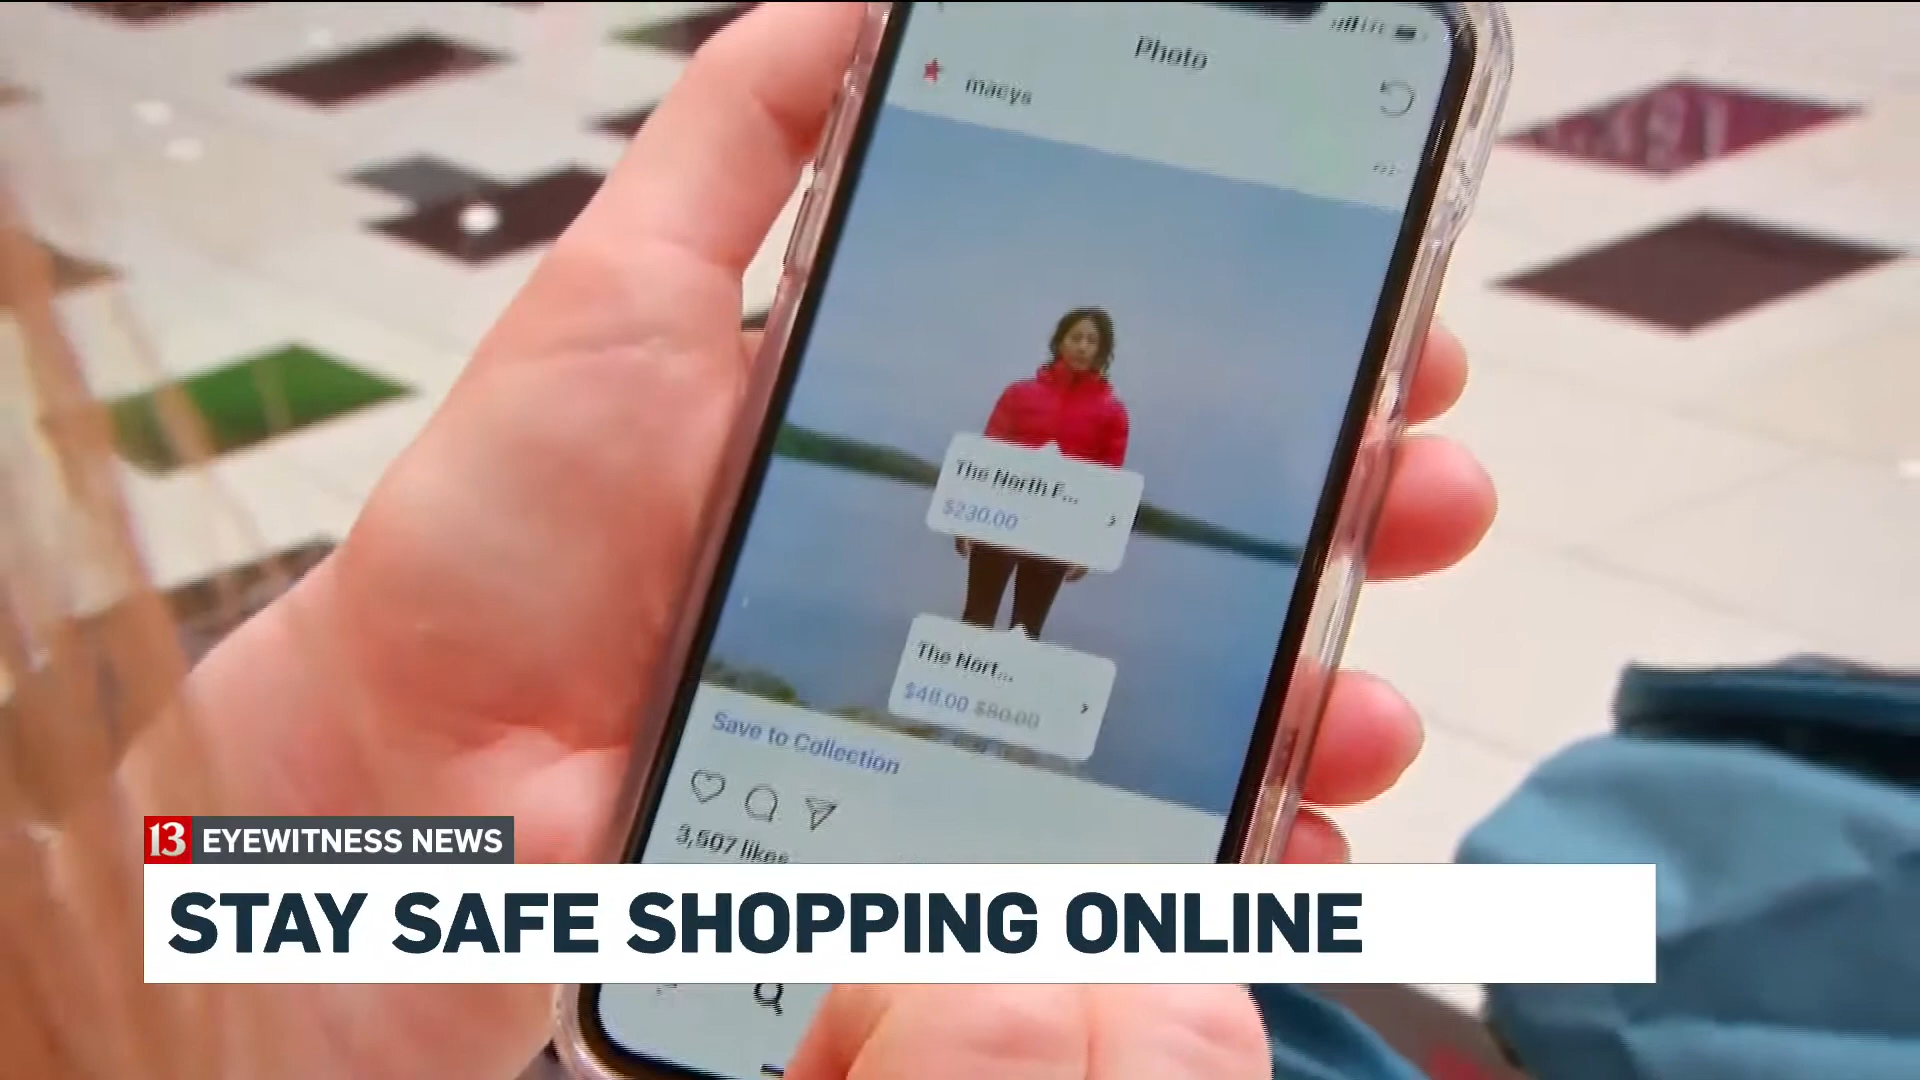 Photo
macys
The North F...
$230.00
The Nort...
$48.00 $80.00
Save to Collection
3,507 likes
13 EYEWITNESS NEWS
STAY SAFE SHOPPING ONLINE